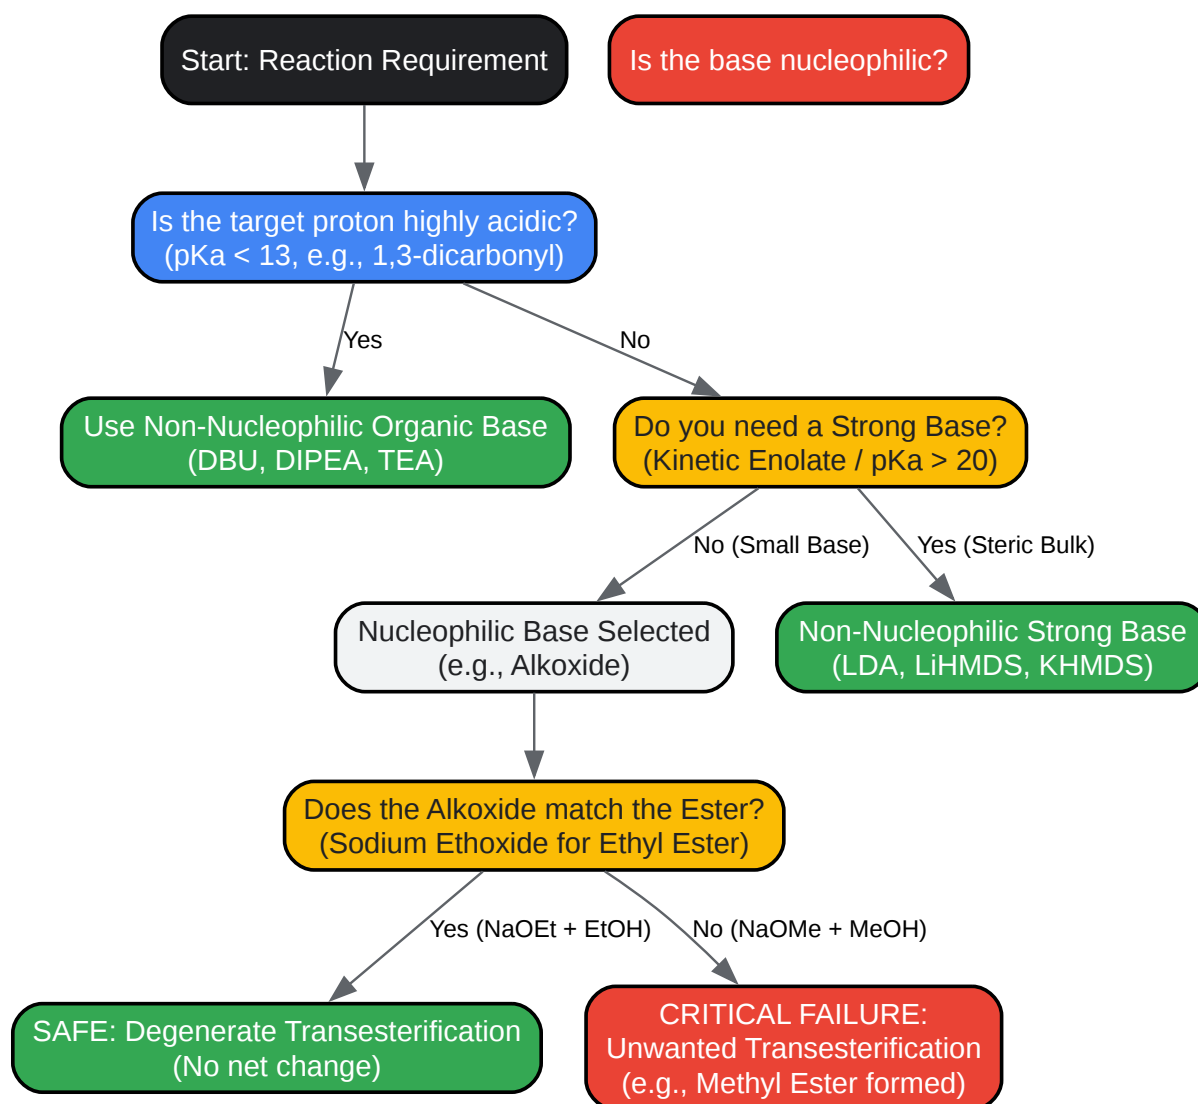 Start: Reaction Requirement
Is the base nucleophilic?
Is the target proton highly acidic?
(pKa < 13, e.g., 1,3-dicarbonyl)
Yes
No
Use Non-Nucleophilic Organic Base
(DBU, DIPEA, TEA)
Do you need a Strong Base?
(Kinetic Enolate / pKa > 20)
No (Small Base)
Yes (Steric Bulk)
Nucleophilic Base Selected
(e.g., Alkoxide)
Non-Nucleophilic Strong Base
(LDA, LiHMDS, KHMDS)
Does the Alkoxide match the Ester?
(Sodium Ethoxide for Ethyl Ester)
Yes (NaOEt + EtOH)
No (NaOMe + MeOH)
SAFE: Degenerate Transesterification
(No net change)
CRITICAL FAILURE:
Unwanted Transesterification
(e.g., Methyl Ester formed)